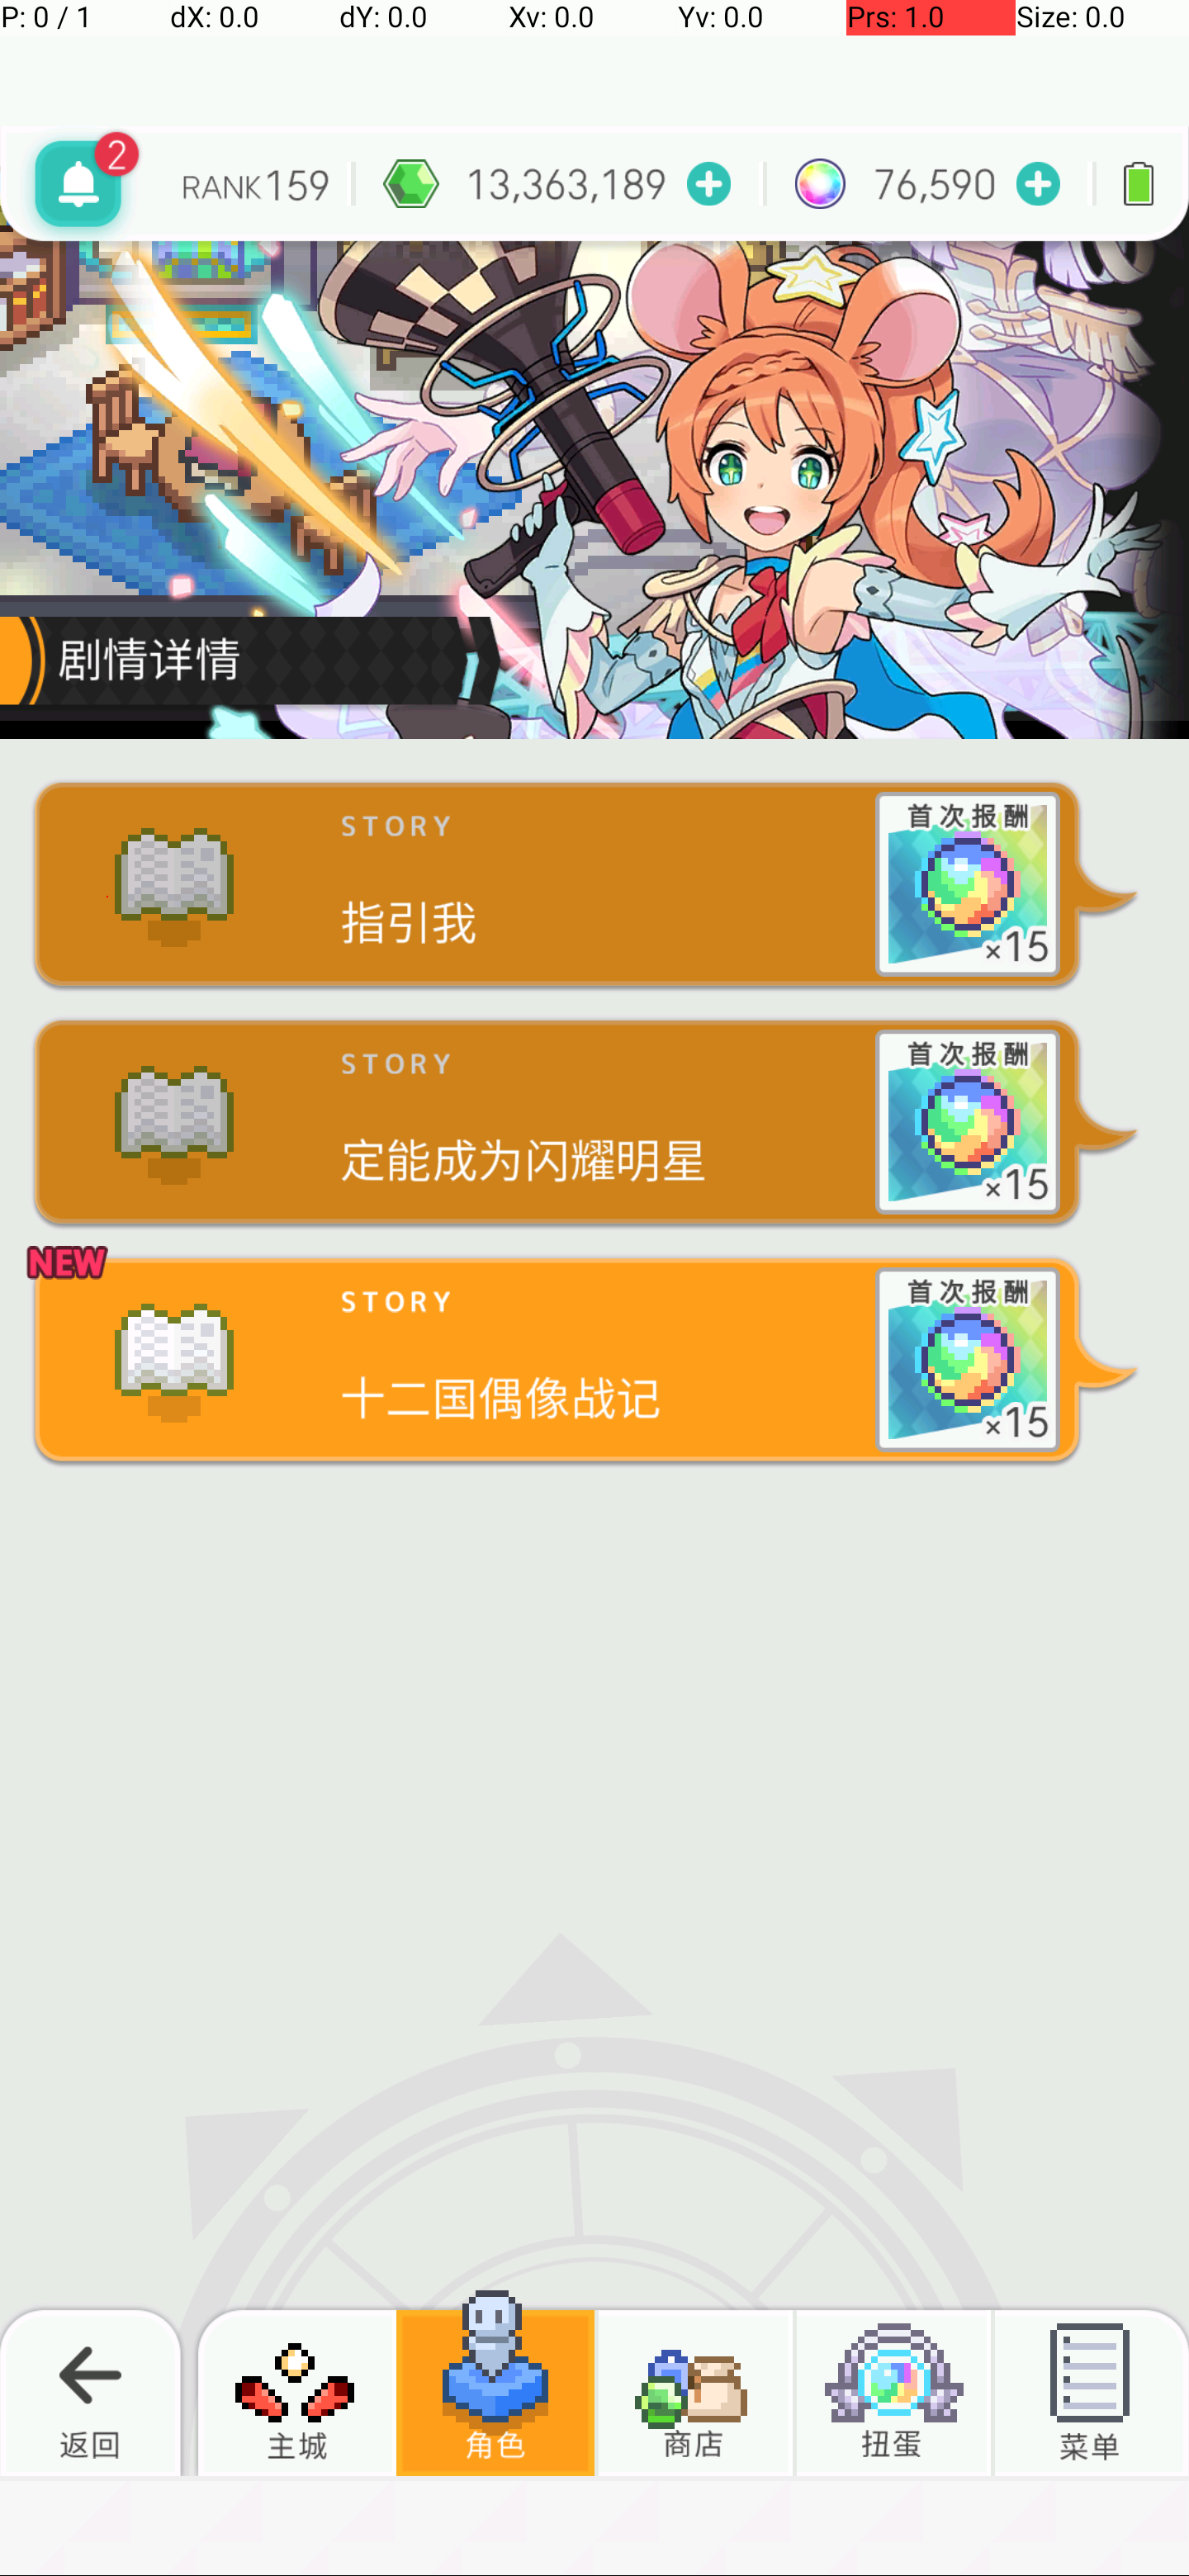 P: 0 / 1 dX: 0.0 dY: 0.0 Xv: 0.0 Yv: 0.0 Prs: 1.0 Size: 0.0
2 RANK 159 13,363,189 76,590
剧情详情
STORY 首次报酬
指引我 ×15
STORY 首次报酬
定能成为闪耀明星 ×15
NEW
STORY 首次报酬
十二国偶像战记 ×15
返回 主城 角色 商店 扭蛋 菜单